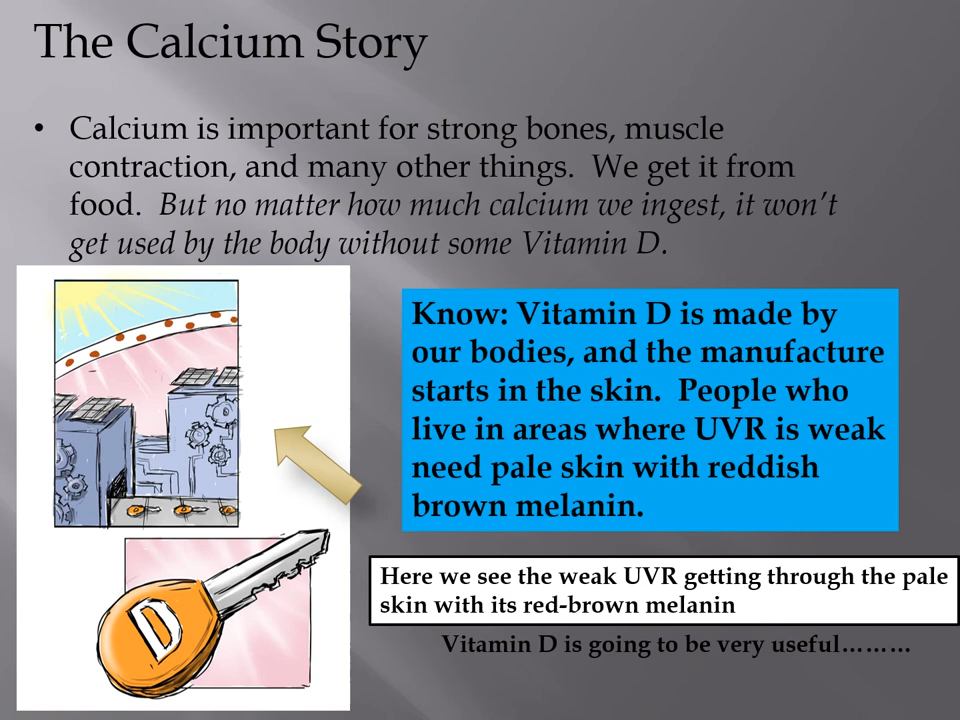 The Calcium Story
• Calcium is important for strong bones, muscle
contraction, and many other things.  We get it from
food.  But no matter how much calcium we ingest, it won’t
get used by the body without some Vitamin D.
Know: Vitamin D is made by
our bodies, and the manufacture
starts in the skin.  People who
live in areas where UVR is weak
need pale skin with reddish
brown melanin.
D
Here we see the weak UVR getting through the pale
skin with its red-brown melanin
Vitamin D is going to be very useful………